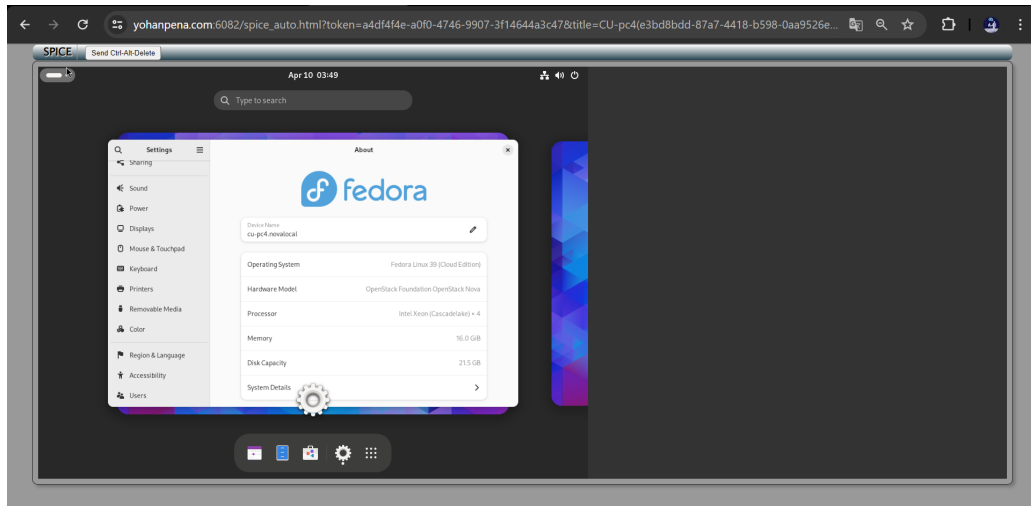 yohanpena.com:6082/spice_auto.html?token=a4df4f4e-a0f0-4746-9907-3f14644a3c47&title=CU-pc4(e3bd8bdd-87a7-4418-b598-0aa9526e...
SPICE
Send Ctrl-Alt-Delete
Apr 10 03:49
Type to search
Settings
About
Sharing
fedora
Sound
Power
Device Name
cu-pc4.novalocal
Displays
Mouse & Touchpad
Operating System
Fedora Linux 39 (Cloud Edition)
Keyboard
Hardware Model
OpenStack Foundation OpenStack Nova
Printers
Removable Media
Processor
Intel Xeon (Cascadelake) × 4
Color
Memory
16.0 GiB
Region & Language
Disk Capacity
21.5 GB
Accessibility
System Details
Users